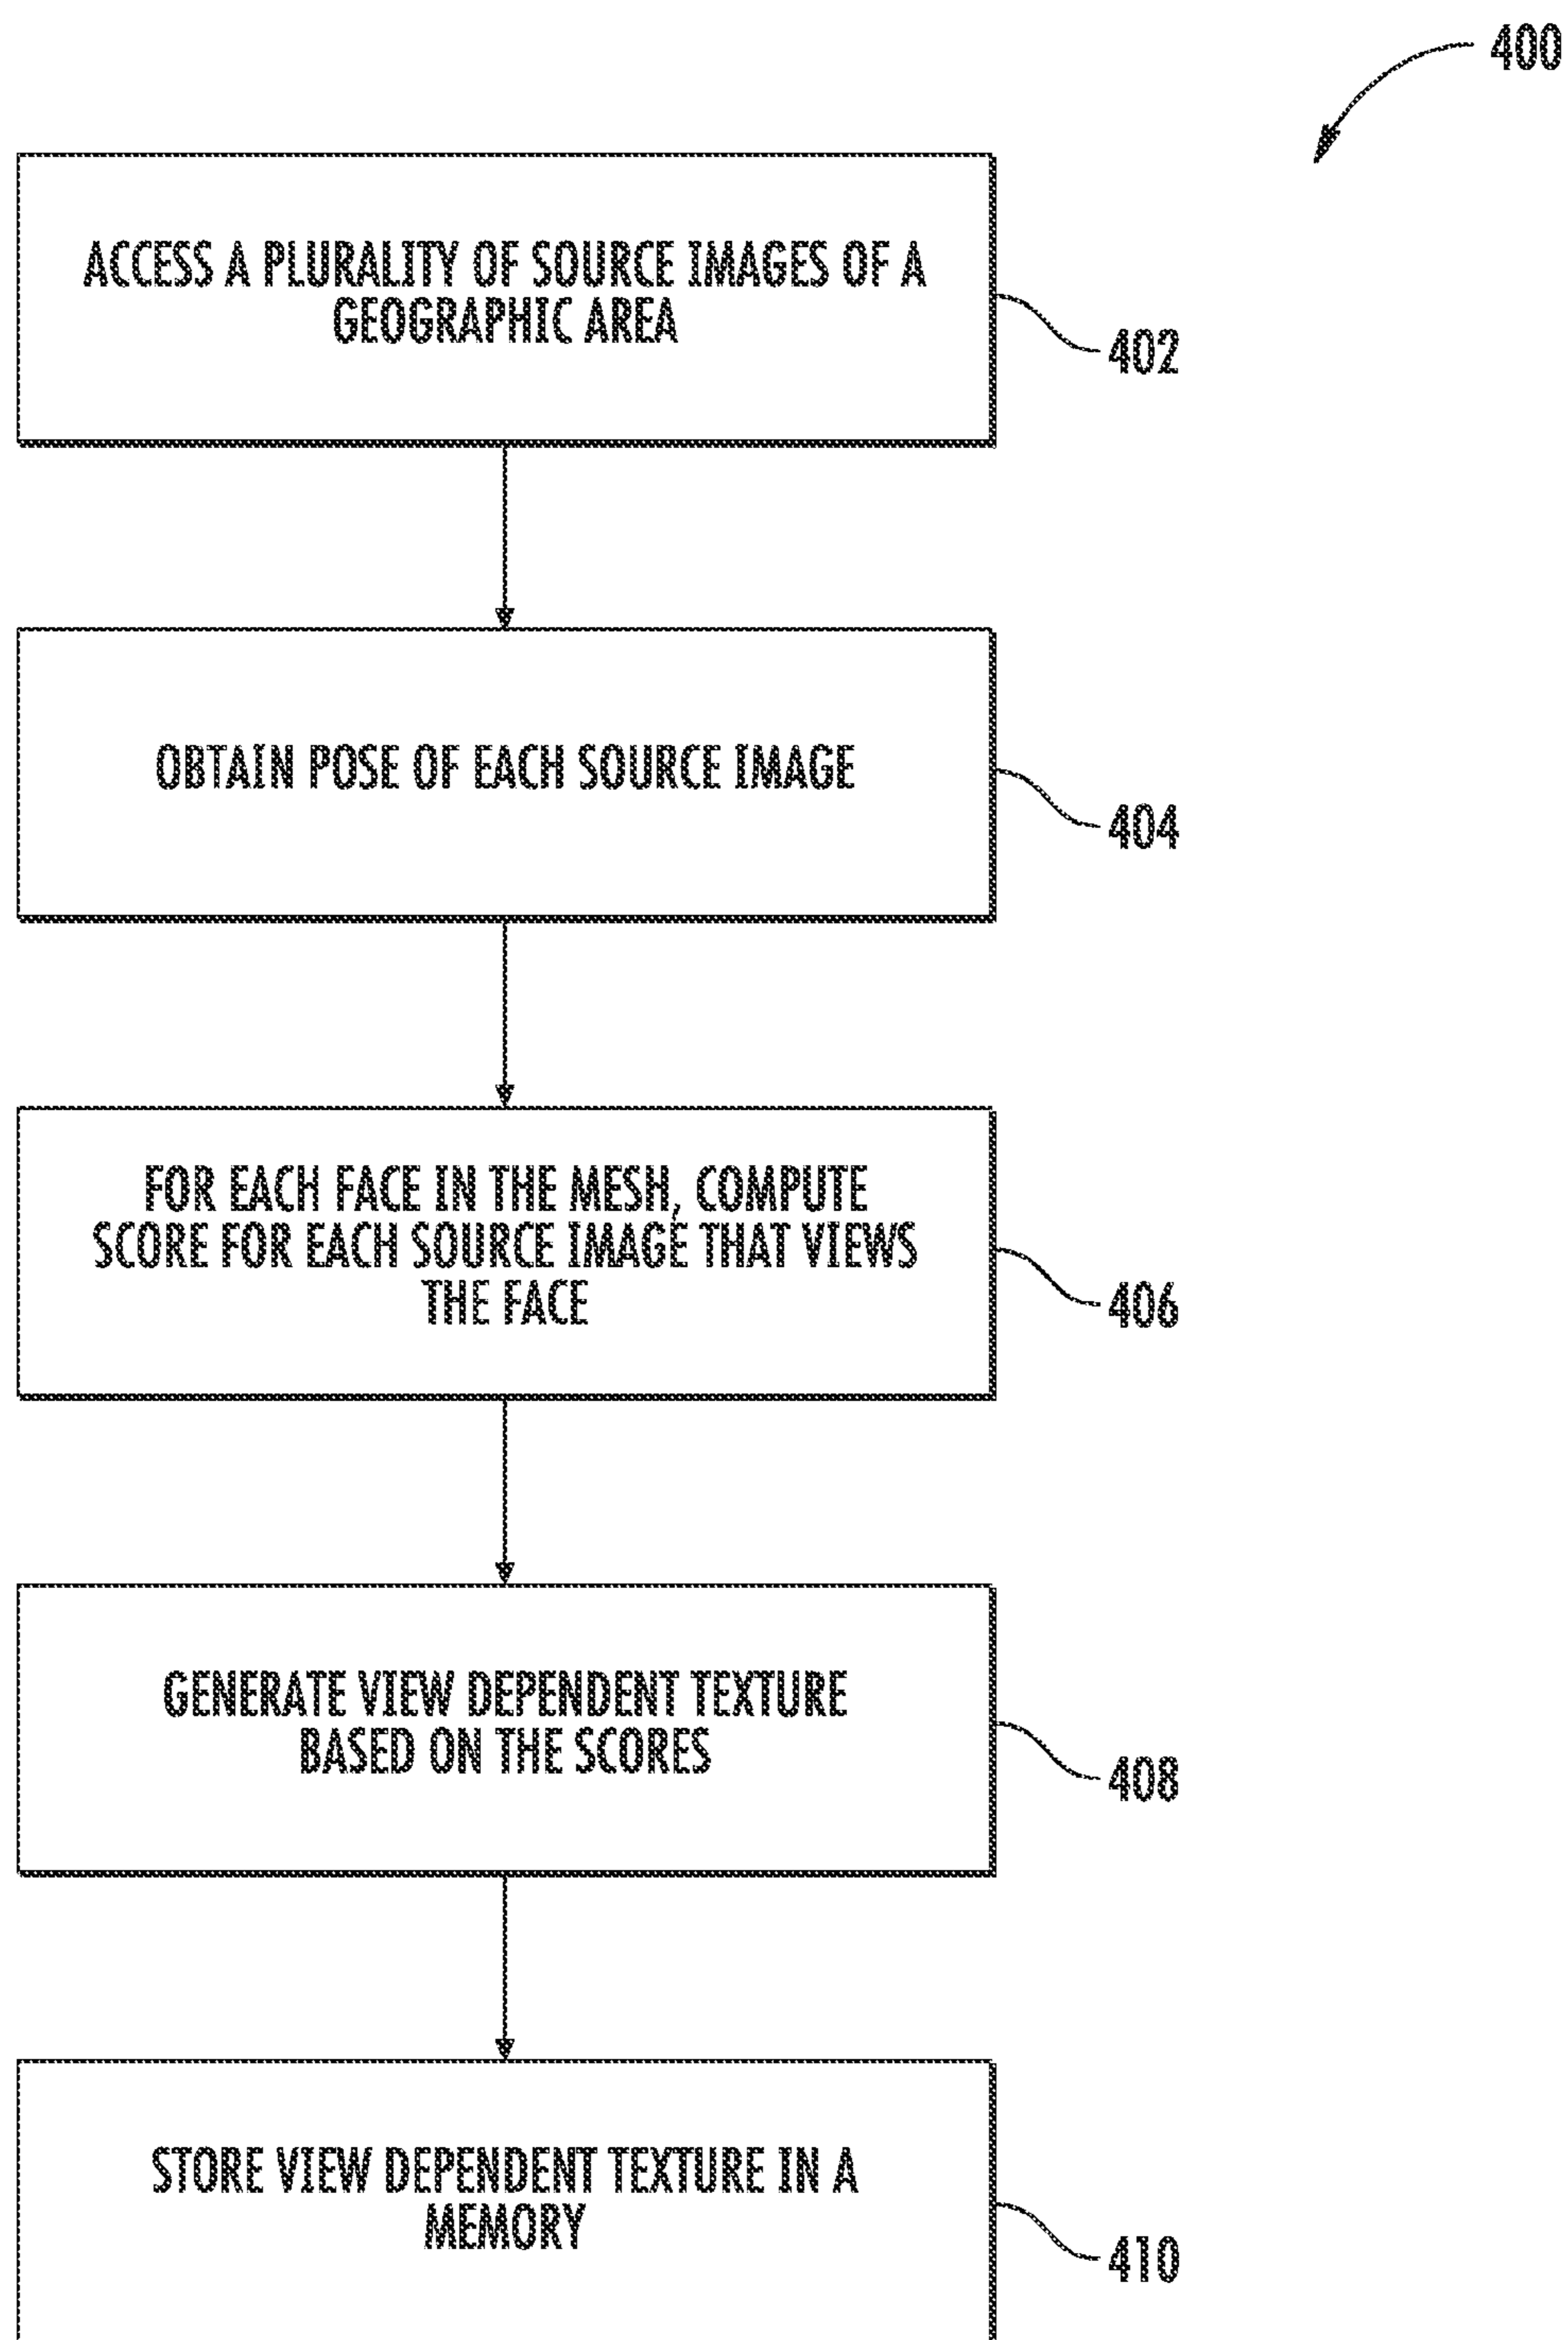 400
ACCESS A PLURALITY OF SOURCE IMAGES OF A
GEOGRAPHIC AREA
402
OBTAIN POSE OF EACH SOURCE IMAGE
404
FOR EACH FACE IN THE MESH, COMPUTE
SCORE FOR EACH SOURCE IMAGE THAT VIEWS
THE FACE
406
GENERATE VIEW DEPENDENT TEXTURE
BASED ON THE SCORES
408
STORE VIEW DEPENDENT TEXTURE IN A
MEMORY
410